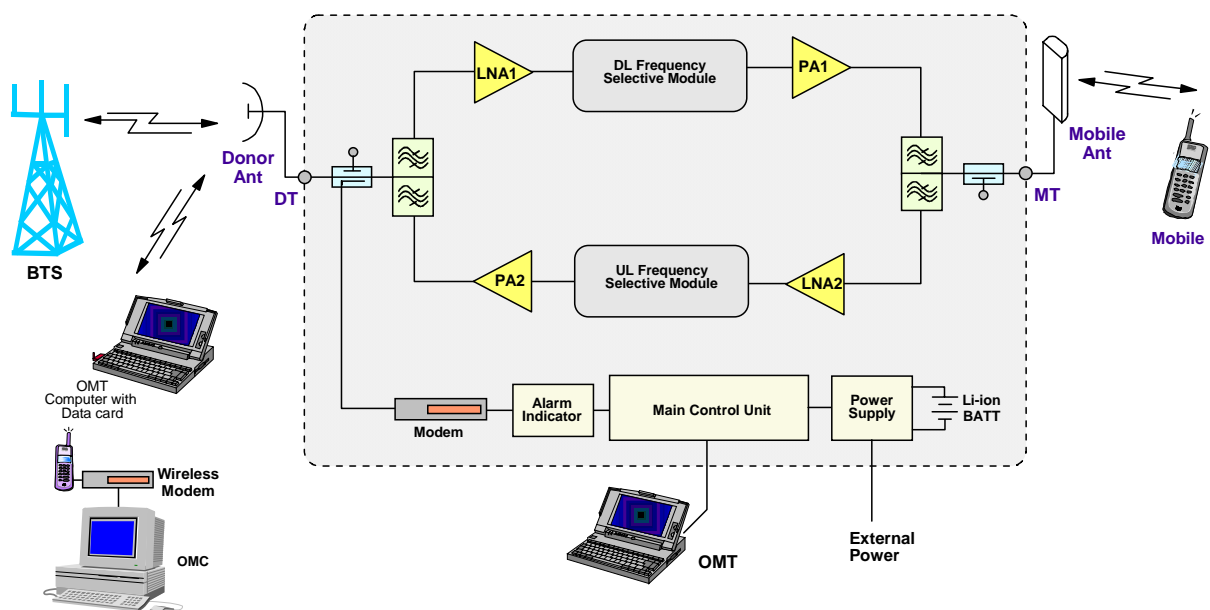 LNA1
DL Frequency
Selective Module
PA1
Donor
Ant
DT
Mobile
Ant
MT
Mobile
BTS
PA2
UL Frequency
Selective Module
LNA2
OMT
Computer with
Data card
Modem
Alarm
Indicator
Main Control Unit
Power
Supply
Li-ion
BATT
Wireless
Modem
OMC
OMT
External
Power